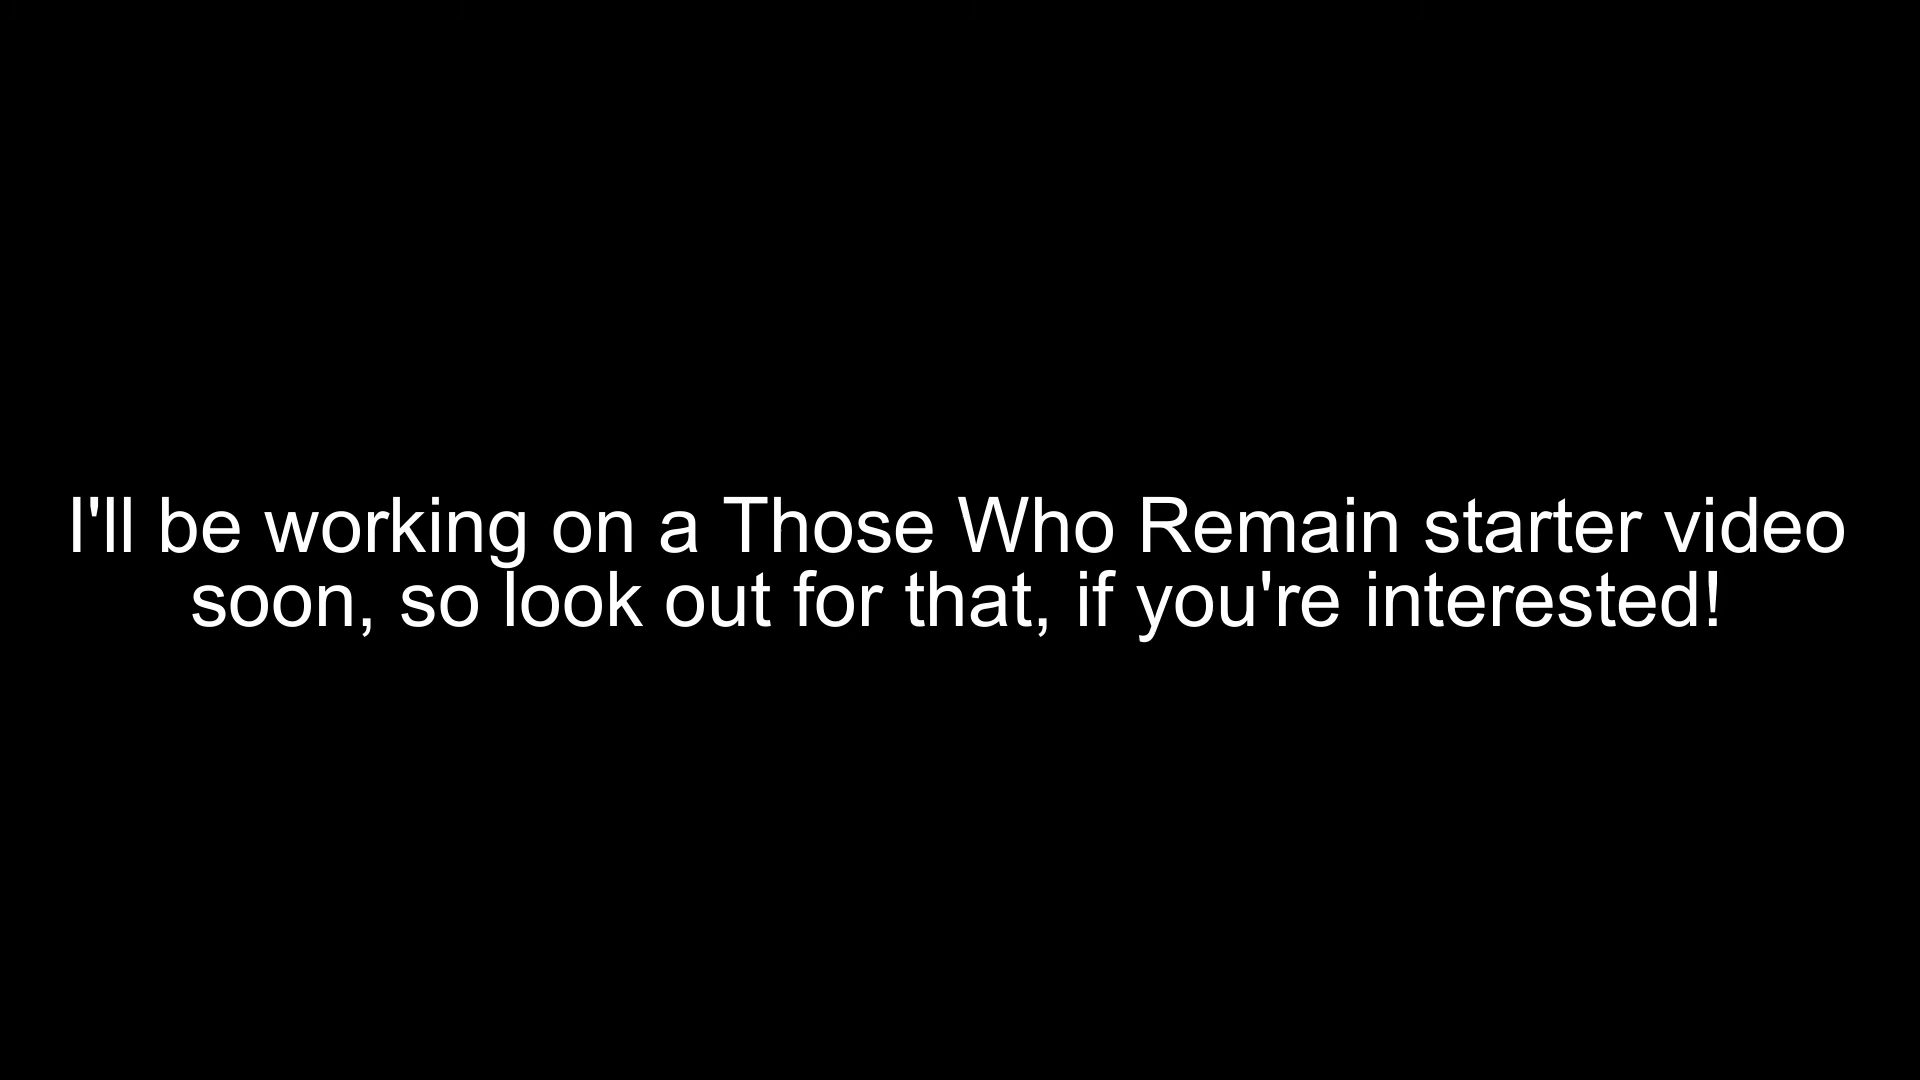 I'll be working on a Those Who Remain starter video
soon, so look out for that, if you're interested!